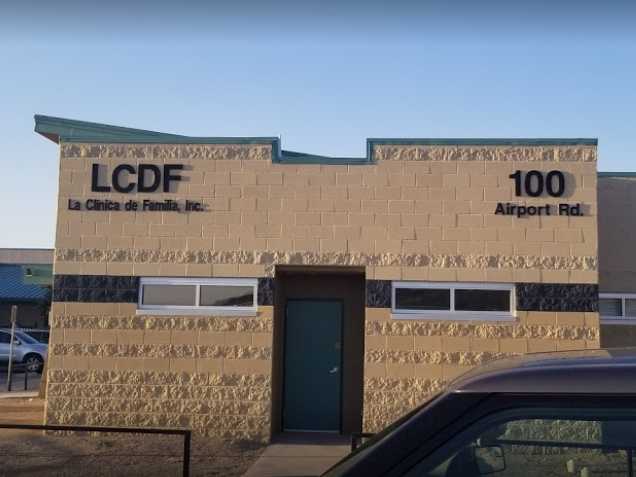 LCDF
La Clinica de Familia, Inc.
100
Airport Rd.